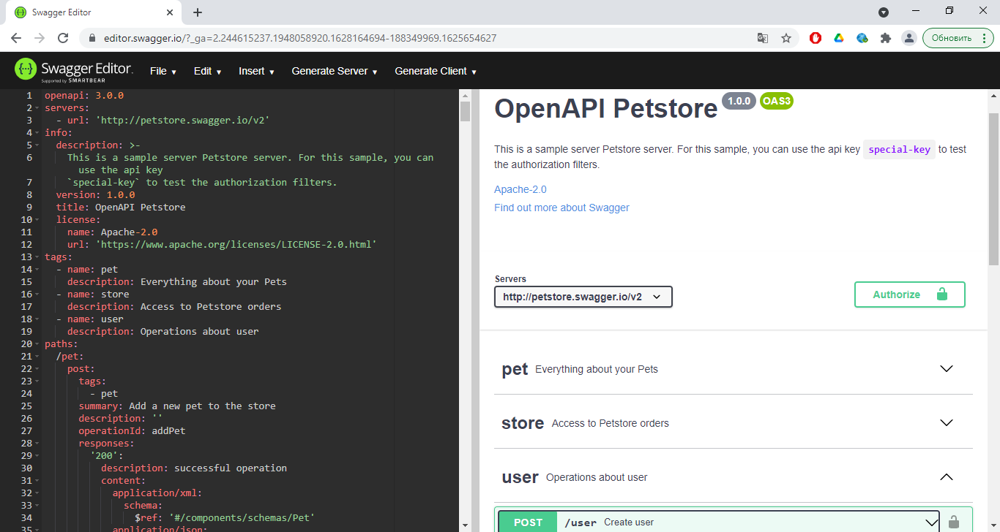 Swagger Editor
editor.swagger.io/?_ga=2.244615237.1948058920.1628164694-188349969.1625654627
Обновить
Swagger Editor.
Supported by SMARTBEAR
File Edit Insert Generate Server Generate Client
1 openapi: 3.0.0
2 servers:
3 - url: 'http://petstore.swagger.io/v2'
4 info:
5 description: >-
6 This is a sample server Petstore server. For this sample, you can
use the api key
7 `special-key` to test the authorization filters.
8 version: 1.0.0
9 title: OpenAPI Petstore
10 license:
11 name: Apache-2.0
12 url: 'https://www.apache.org/licenses/LICENSE-2.0.html'
13 tags:
14 - name: pet
15 description: Everything about your Pets
16 - name: store
17 description: Access to Petstore orders
18 - name: user
19 description: Operations about user
20 paths:
21 /pet:
22 post:
23 tags:
24 - pet
25 summary: Add a new pet to the store
26 description: ''
27 operationId: addPet
28 responses:
29 '200':
30 description: successful operation
31 content:
32 application/xml:
33 schema:
34 $ref: '#/components/schemas/Pet'
35 application/json:
OpenAPI Petstore 1.0.0 OAS3
This is a sample server Petstore server. For this sample, you can use the api key special-key to test
the authorization filters.
Apache-2.0
Find out more about Swagger
Servers
http://petstore.swagger.io/v2
Authorize
pet Everything about your Pets
store Access to Petstore orders
user Operations about user
POST /user Create user